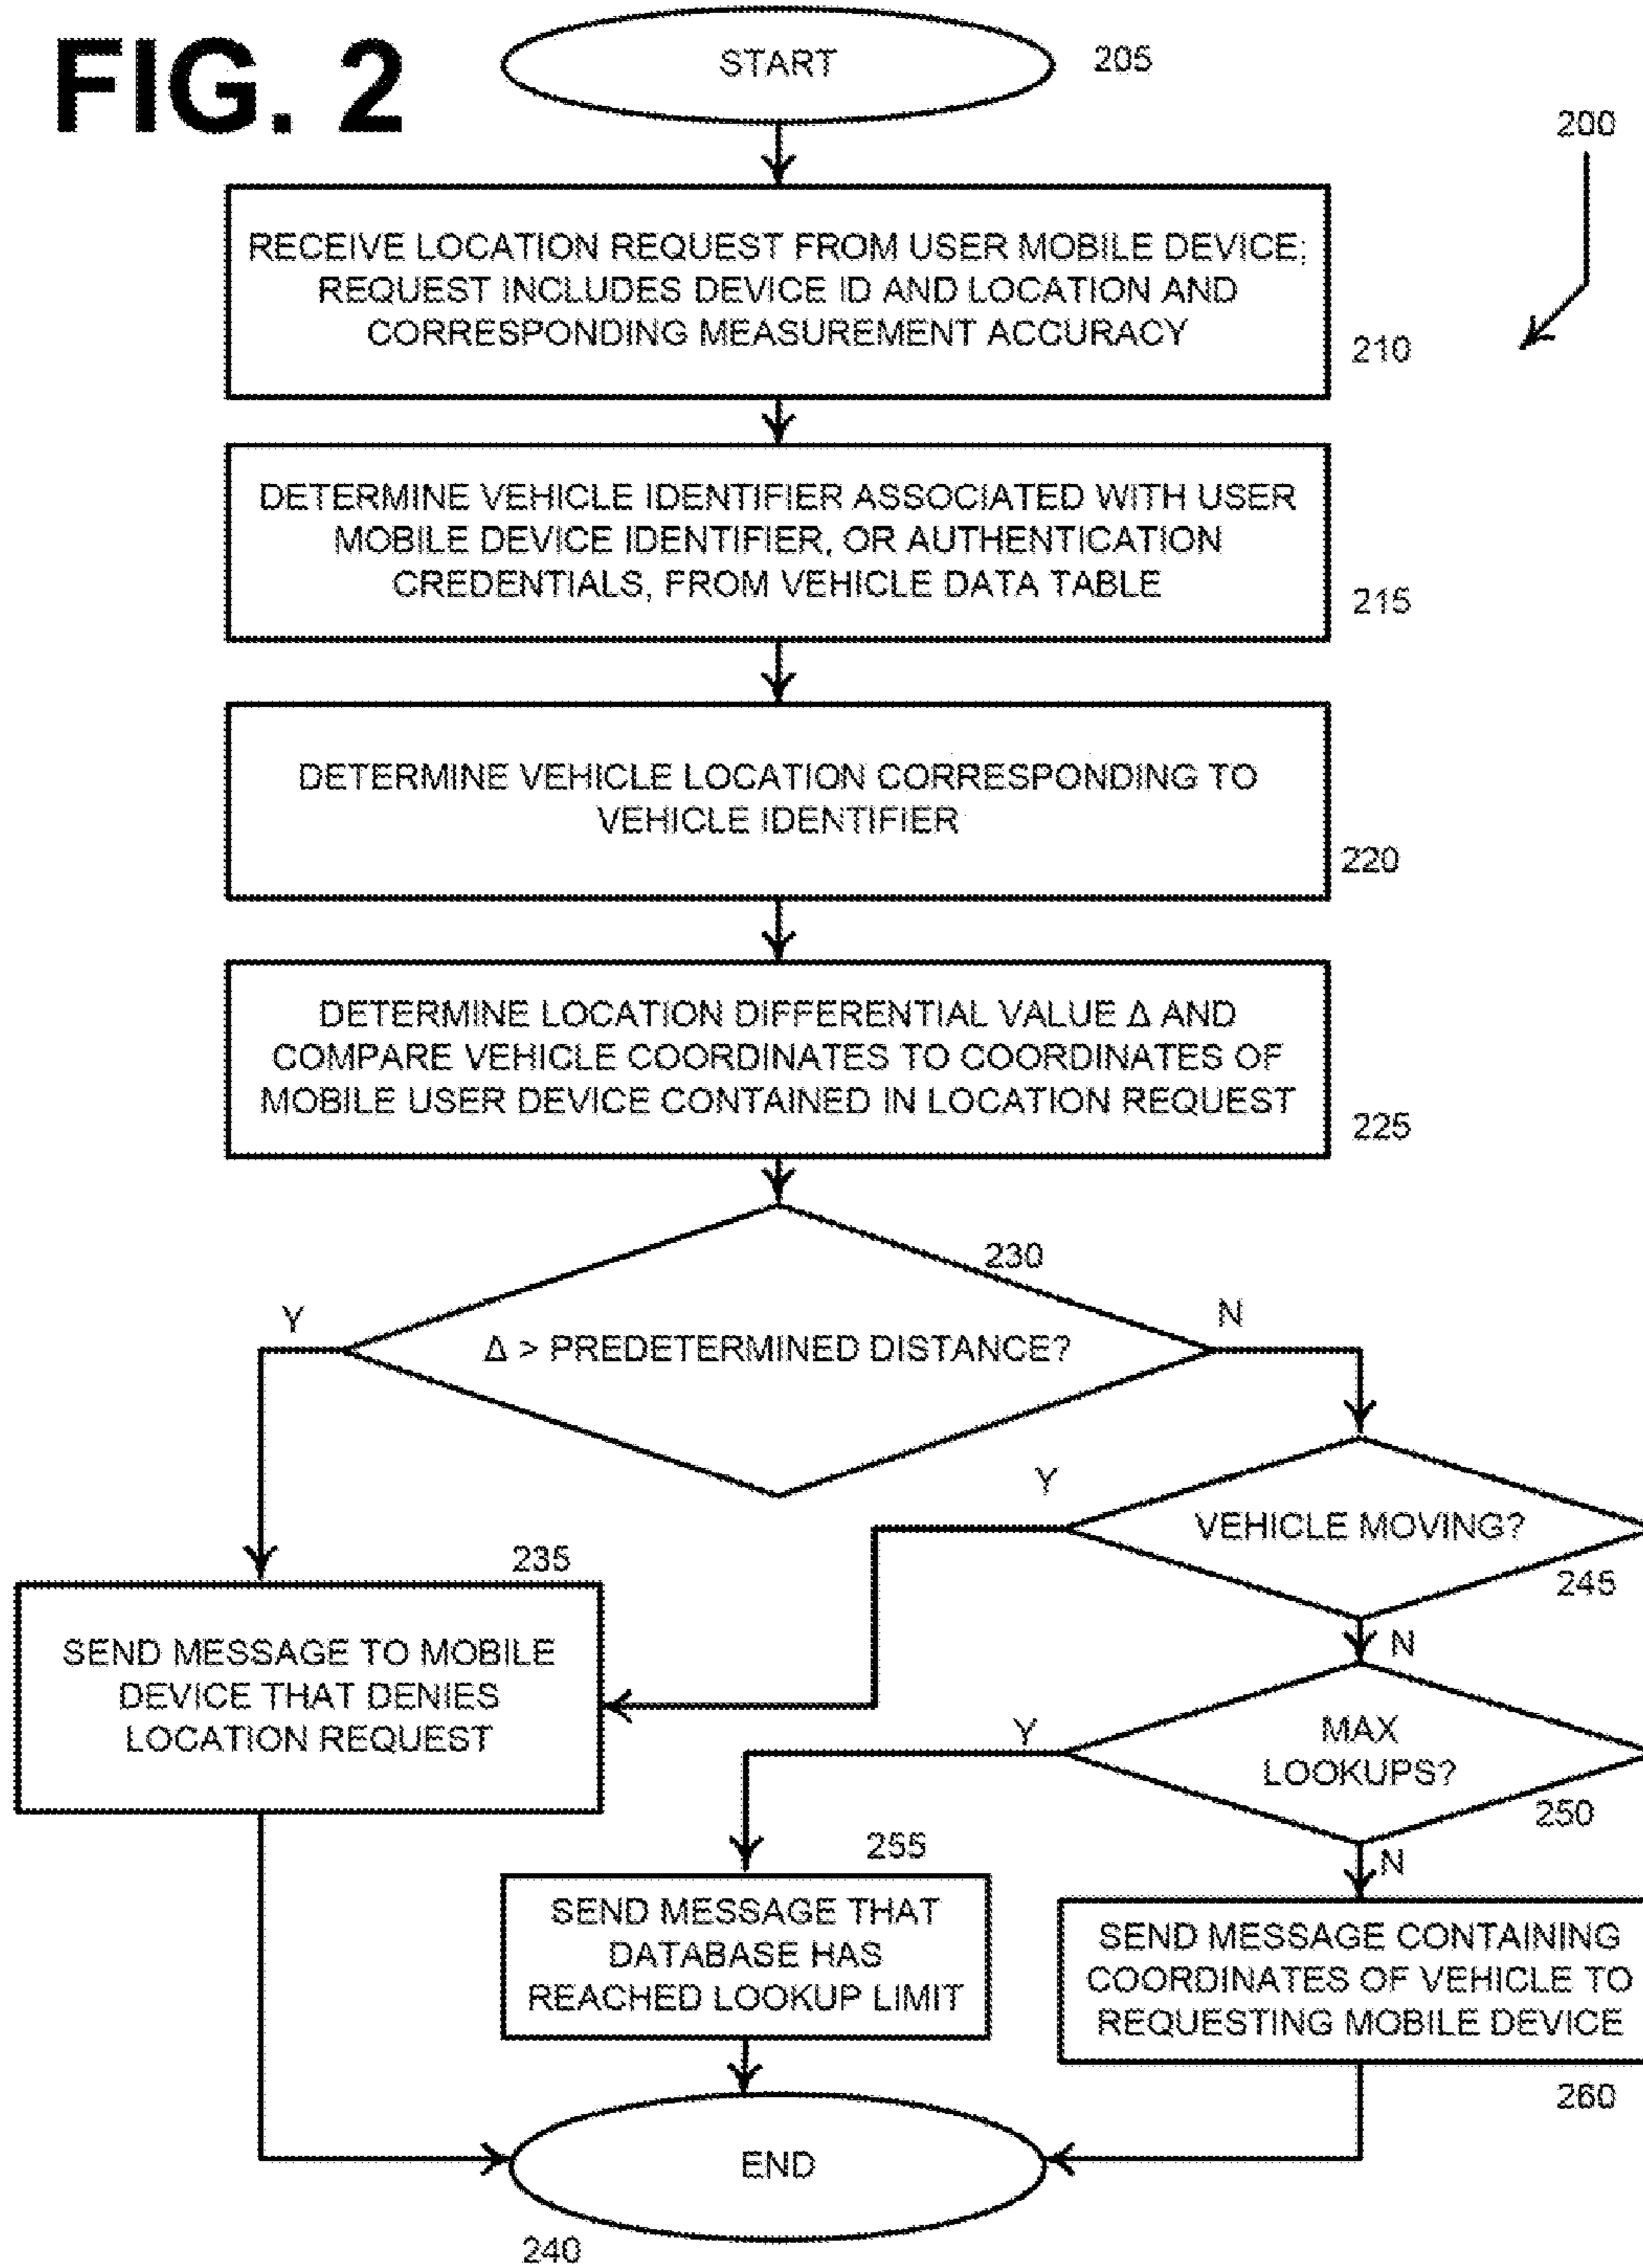 FIG. 2
START
205
200
RECEIVE LOCATION REQUEST FROM USER MOBILE DEVICE;
REQUEST INCLUDES DEVICE ID AND LOCATION AND
CORRESPONDING MEASUREMENT ACCURACY
210
DETERMINE VEHICLE IDENTIFIER ASSOCIATED WITH USER
MOBILE DEVICE IDENTIFIER, OR AUTHENTICATION
CREDENTIALS, FROM VEHICLE DATA TABLE
215
DETERMINE VEHICLE LOCATION CORRESPONDING TO
VEHICLE IDENTIFIER
220
DETERMINE LOCATION DIFFERENTIAL VALUE Δ AND
COMPARE VEHICLE COORDINATES TO COORDINATES OF
MOBILE USER DEVICE CONTAINED IN LOCATION REQUEST
225
230
Y
N
Δ > PREDETERMINED DISTANCE?
Y
VEHICLE MOVING?
245
N
235
SEND MESSAGE TO MOBILE
DEVICE THAT DENIES
LOCATION REQUEST
Y
MAX
LOOKUPS?
250
N
255
SEND MESSAGE THAT
DATABASE HAS
REACHED LOOKUP LIMIT
SEND MESSAGE CONTAINING
COORDINATES OF VEHICLE TO
REQUESTING MOBILE DEVICE
260
END
240